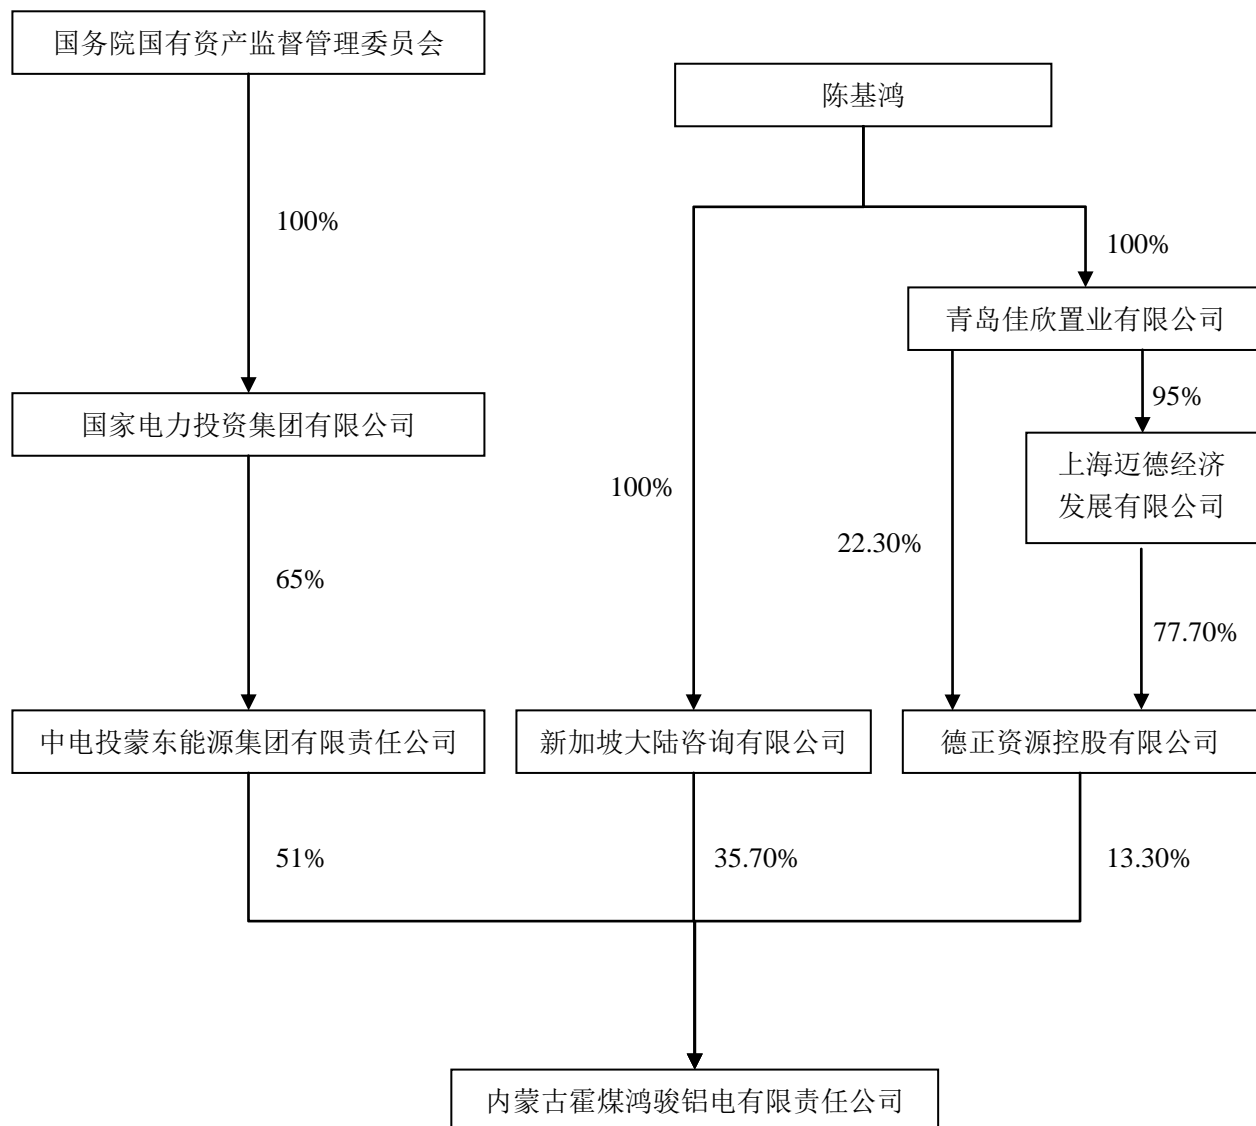 国务院国有资产监督管理委员会
陈基鸿
100%
100%
青岛佳欣置业有限公司
95%
国家电力投资集团有限公司
上海迈德经济
发展有限公司
100%
22.30%
65%
77.70%
中电投蒙东能源集团有限责任公司
新加坡大陆咨询有限公司
德正资源控股有限公司
51%
35.70%
13.30%
内蒙古霍煤鸿骏铝电有限责任公司